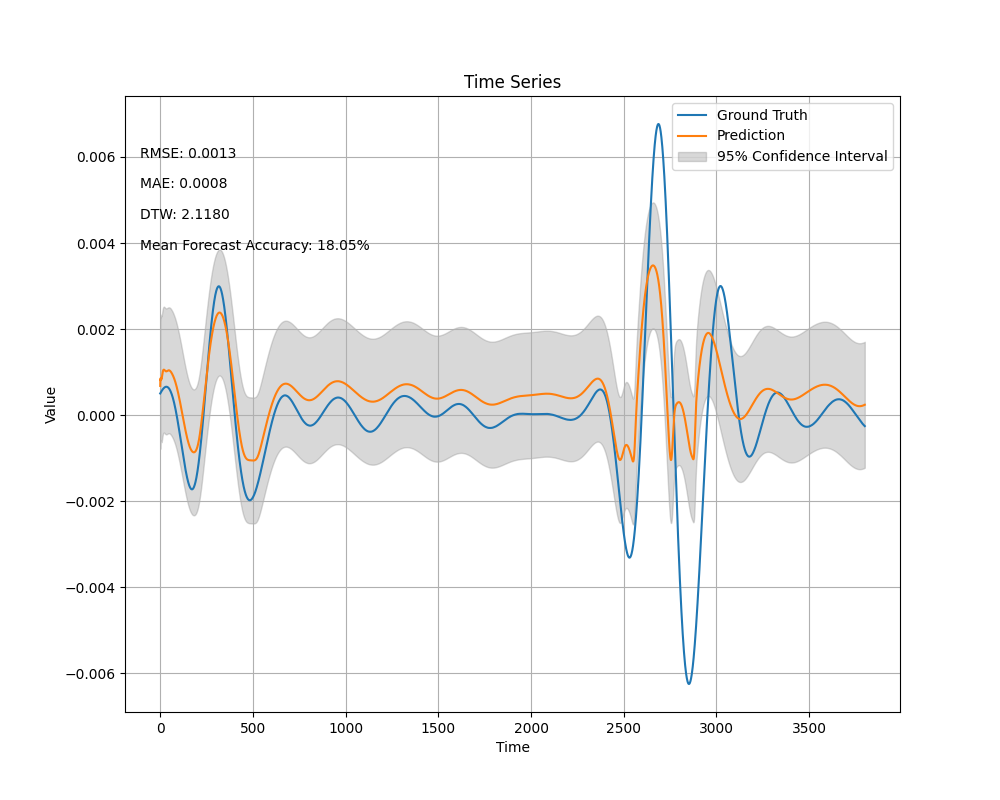 Time Series
Ground Truth
Prediction
95% Confidence Interval
RMSE: 0.0013
MAE: 0.0008
DTW: 2.1180
Mean Forecast Accuracy: 18.05%
Value
0.006
0.004
0.002
0.000
−0.002
−0.004
−0.006
0 500 1000 1500 2000 2500 3000 3500
Time